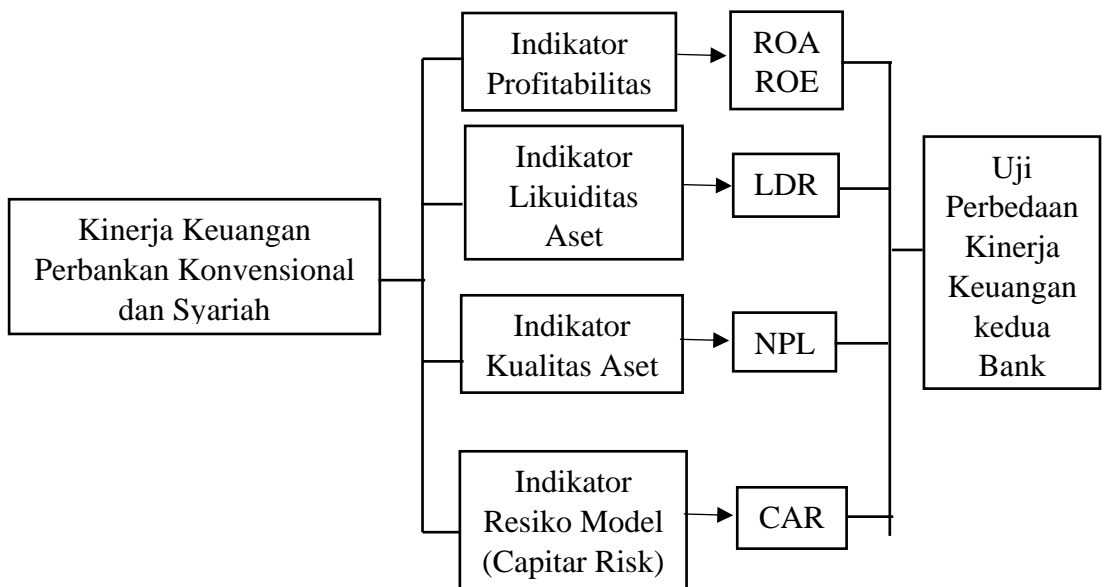 Kinerja Keuangan
Perbankan Konvensional
dan Syariah
Indikator
Profitabilitas
ROA
ROE
Indikator
Likuiditas
Aset
LDR
Indikator
Kualitas Aset
NPL
Indikator
Resiko Model
(Capitar Risk)
CAR
Uji
Perbedaan
Kinerja
Keuangan
kedua
Bank